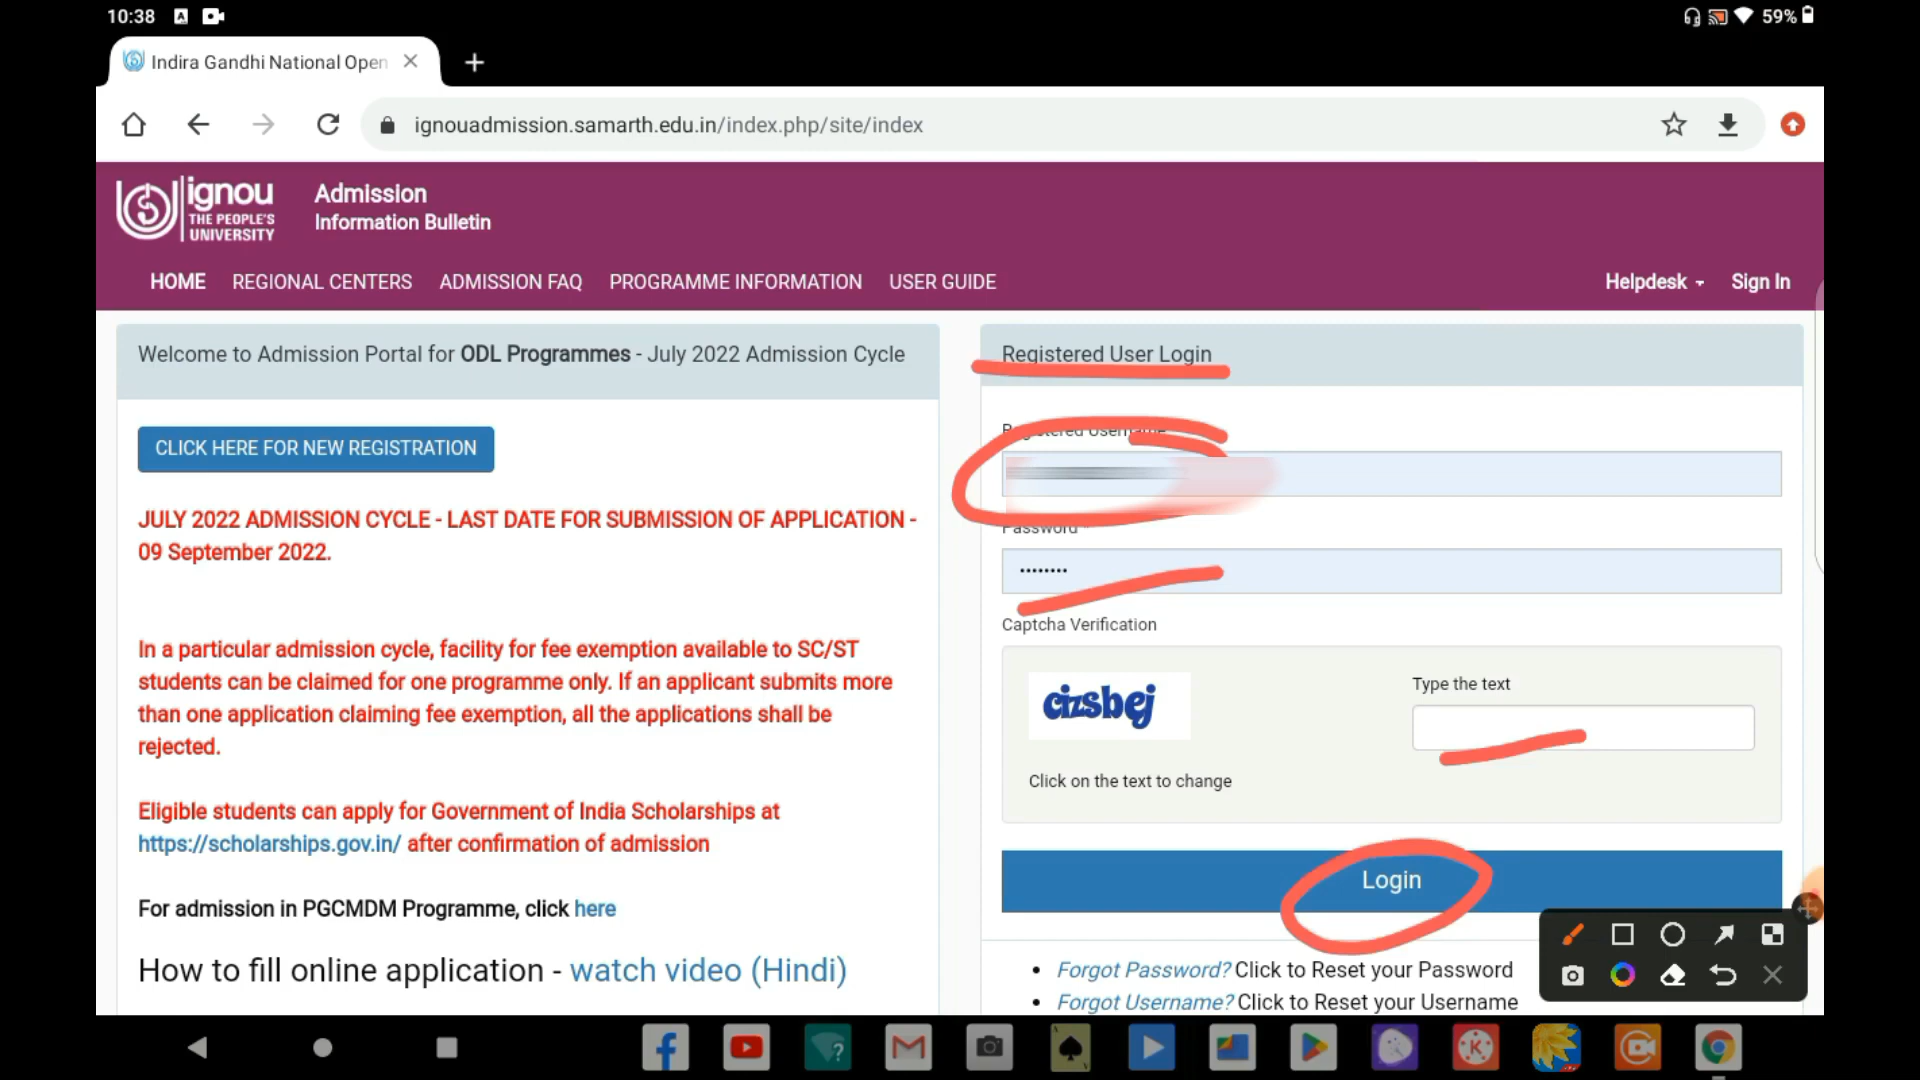 10:38
59%
Indira Gandhi National Open
ignouadmission.samarth.edu.in/index.php/site/index
ignou
THE PEOPLE'S
UNIVERSITY
Admission
Information Bulletin
HOME REGIONAL CENTERS ADMISSION FAQ PROGRAMME INFORMATION USER GUIDE Helpdesk Sign In
Welcome to Admission Portal for ODL Programmes - July 2022 Admission Cycle
CLICK HERE FOR NEW REGISTRATION
JULY 2022 ADMISSION CYCLE - LAST DATE FOR SUBMISSION OF APPLICATION -
09 September 2022.
In a particular admission cycle, facility for fee exemption available to SC/ST
students can be claimed for one programme only. If an applicant submits more
than one application claiming fee exemption, all the applications shall be
rejected.
Eligible students can apply for Government of India Scholarships at
https://scholarships.gov.in/ after confirmation of admission
For admission in PGCMDM Programme, click here
How to fill online application - watch video (Hindi)
Registered User Login
Registered Username
Password
••••••••
Captcha Verification
cizsbej
Type the text
Click on the text to change
Login
• Forgot Password? Click to Reset your Password
• Forgot Username? Click to Reset your Username